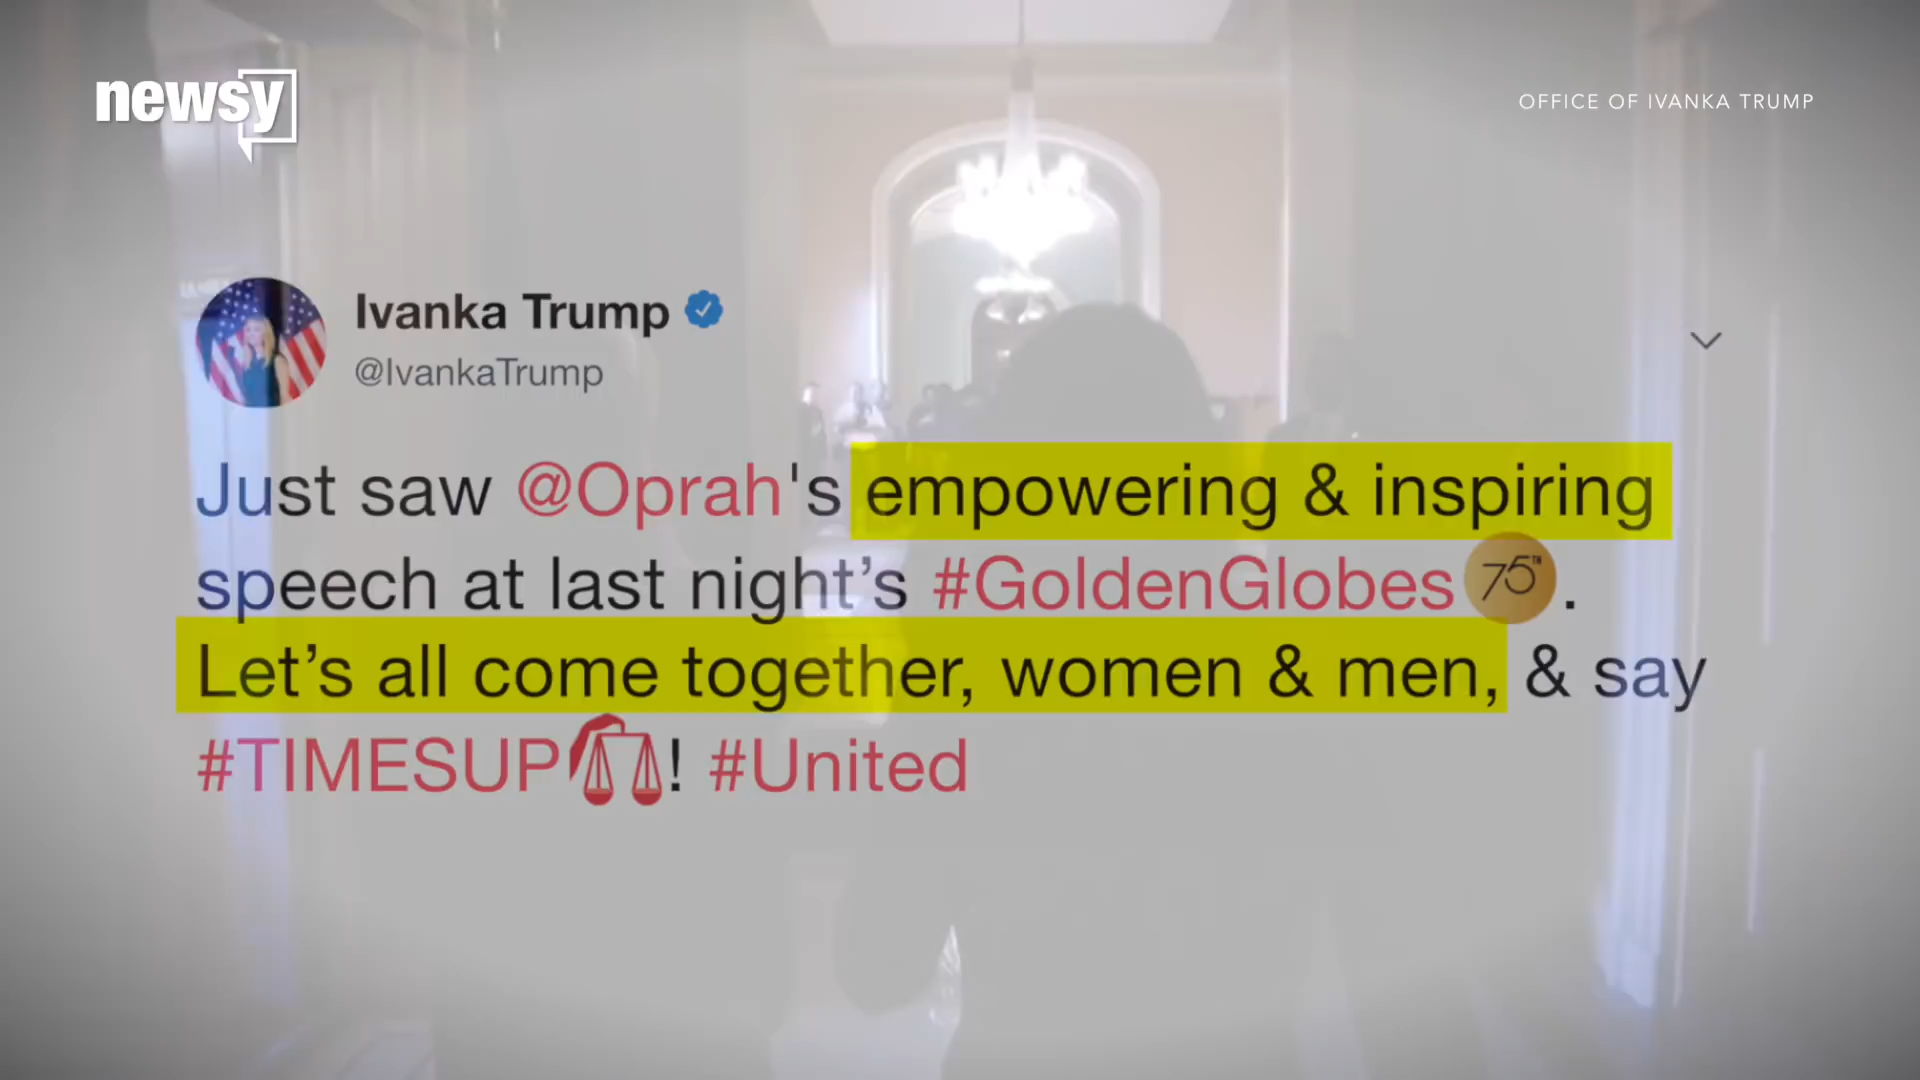 newsy
OFFICE OF IVANKA TRUMP
Ivanka Trump
@IvankaTrump
Just saw @Oprah's empowering & inspiring
speech at last night’s #GoldenGlobes 75TH.
Let’s all come together, women & men, & say
#TIMESUP! #United